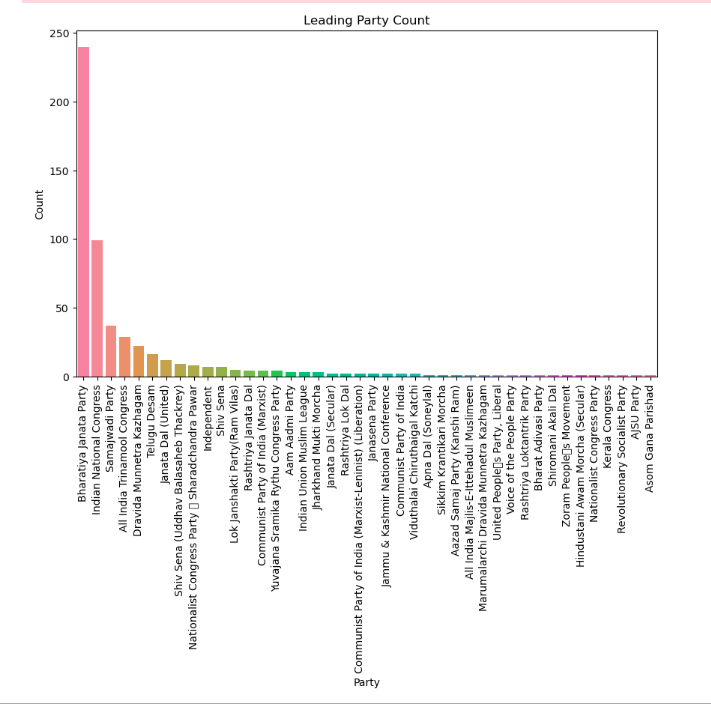 Leading Party Count
Count
250
200
150
100
50
0
Bharatiya Janata Party
Indian National Congress
Samajwadi Party
All India Trinamool Congress
Dravida Munnetra Kazhagam
Telugu Desam
Janata Dal (United)
Shiv Sena (Uddhav Balasaheb Thackrey)
Nationalist Congress Party ▯ Sharadchandra Pawar
Independent
Shiv Sena
Lok Janshakti Party(Ram Vilas)
Rashtriya Janata Dal
Communist Party of India (Marxist)
Yuvajana Sramika Rythu Congress Party
Aam Aadmi Party
Indian Union Muslim League
Jharkhand Mukti Morcha
Janata Dal (Secular)
Rashtriya Lok Dal
Communist Party of India (Marxist-Leninist) (Liberation)
Janasena Party
Jammu & Kashmir National Conference
Communist Party of India
Viduthalai Chiruthaigal Katchi
Apna Dal (Soneylal)
Sikkim Krantikari Morcha
Aazad Samaj Party (Kanshi Ram)
All India Majlis-E-Ittehadul Muslimeen
Marumalarchi Dravida Munnetra Kazhagam
United People▯s Party, Liberal
Voice of the People Party
Rashtriya Loktantrik Party
Bharat Adivasi Party
Shiromani Akali Dal
Zoram People▯s Movement
Hindustani Awam Morcha (Secular)
Nationalist Congress Party
Kerala Congress
Revolutionary Socialist Party
AJSU Party
Asom Gana Parishad
Party